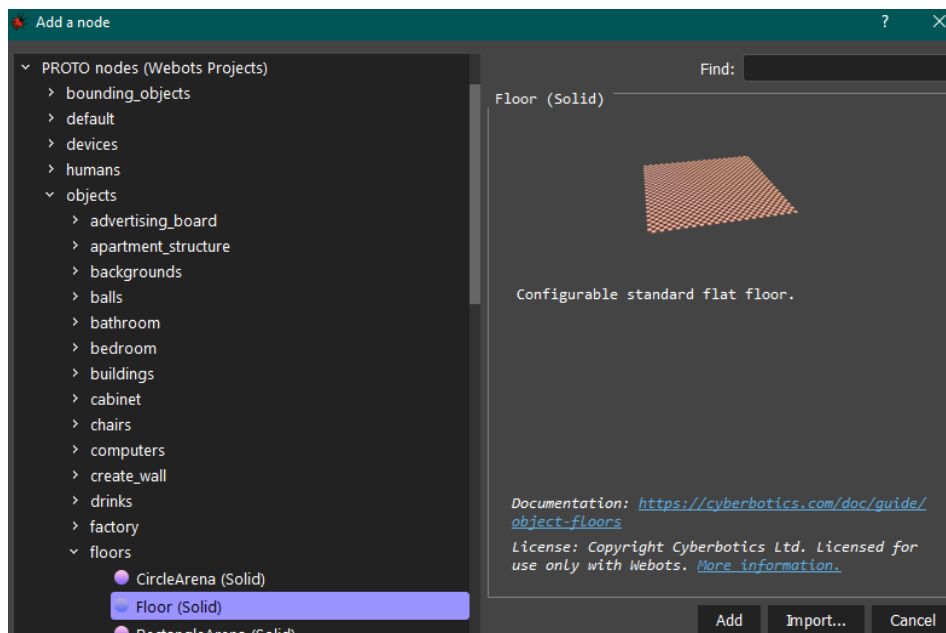 Add a node
?
PROTO nodes (Webots Projects)
bounding_objects
default
devices
humans
objects
advertising_board
apartment_structure
backgrounds
balls
bathroom
bedroom
buildings
cabinet
chairs
computers
create_wall
drinks
factory
floors
CircleArena (Solid)
Floor (Solid)
RectangleArena (Solid)
Find:
Floor (Solid)
Configurable standard flat floor.
Documentation: https://cyberbotics.com/doc/guide/
object-floors
License: Copyright Cyberbotics Ltd. Licensed for
use only with Webots. More information.
Add
Import...
Cancel